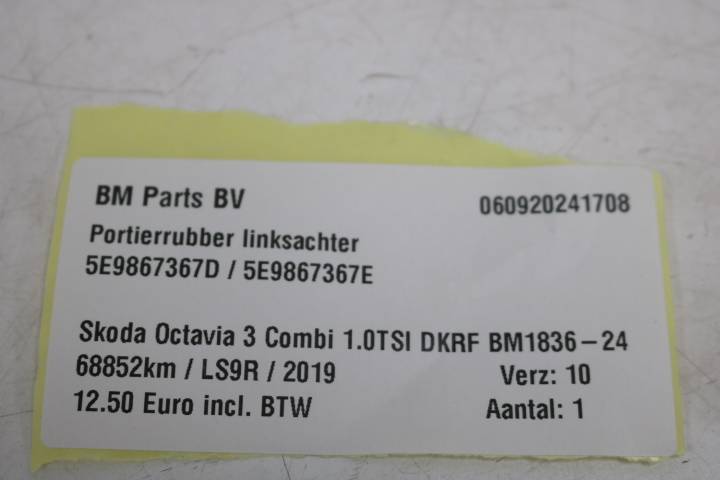 BM Parts BV 060920241708
Portierrubber linksachter
5E9867367D / 5E9867367E
Skoda Octavia 3 Combi 1.0TSI DKRF BM1836-24
68852km / LS9R / 2019 Verz: 10
12.50 Euro incl. BTW Aantal: 1